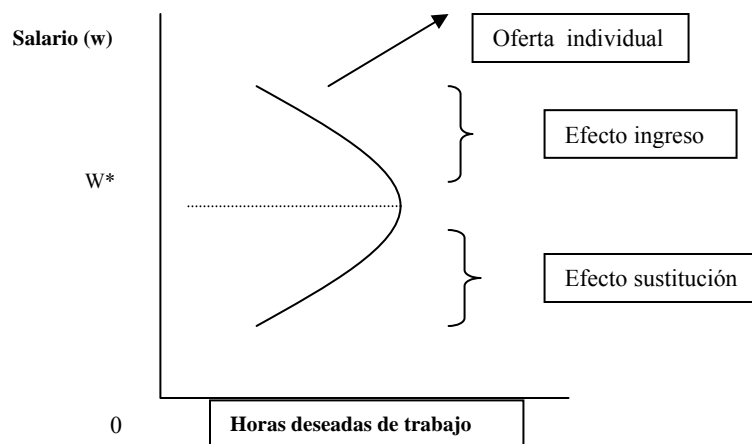 Salario (w)
Oferta individual
Efecto ingreso
W*
Efecto sustitución
0
Horas deseadas de trabajo